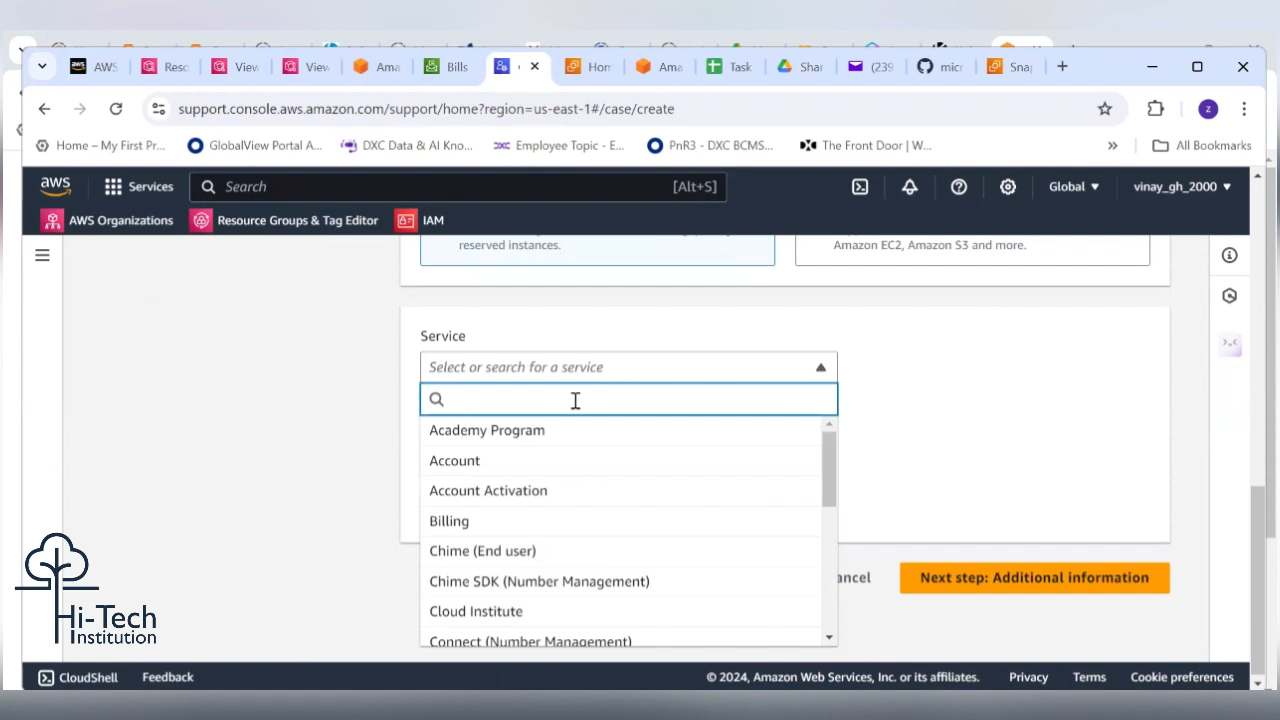 AWS
Resc
View
View
Ama
Bills
Hom
Ama
Task
Shar
(239
micr
Snap
support.console.aws.amazon.com/support/home?region=us-east-1#/case/create
z
Home – My First Pr...
GlobalView Portal A...
DXC Data & AI Kno...
Employee Topic - E...
PnR3 - DXC BCMS...
The Front Door | W...
»
All Bookmarks
aws
Services
Search
[Alt+S]
Global
vinay_gh_2000
AWS Organizations
Resource Groups & Tag Editor
IAM
reserved instances.
Amazon EC2, Amazon S3 and more.
Service
Select or search for a service
Academy Program
Account
Account Activation
Billing
Chime (End user)
Chime SDK (Number Management)
Cloud Institute
Connect (Number Management)
ancel
Next step: Additional information
Hi-Tech
Institution
CloudShell
Feedback
© 2024, Amazon Web Services, Inc. or its affiliates.
Privacy
Terms
Cookie preferences